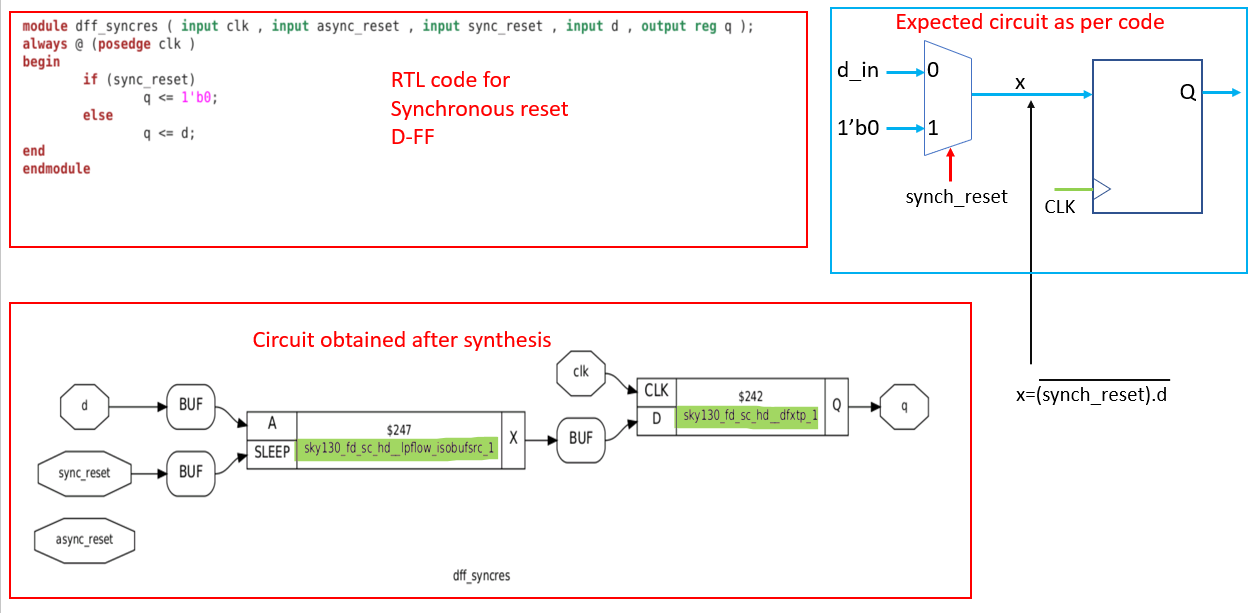 module dff_syncres ( input clk , input async_reset , input sync_reset , input d , output reg q );
always @ (posedge clk )
begin
if (sync_reset)
q <= 1'b0;
else
q <= d;
end
endmodule
RTL code for
Synchronous reset
D-FF
Expected circuit as per code
d_in
0
1’b0
1
synch_reset
x
Q
CLK
x=(synch_reset).d
Circuit obtained after synthesis
d
BUF
sync_reset
BUF
async_reset
A
SLEEP
$247
sky130_fd_sc_hd__lpflow_isobufsrc_1
X
BUF
clk
CLK
D
$242
sky130_fd_sc_hd__dfxtp_1
Q
q
dff_syncres